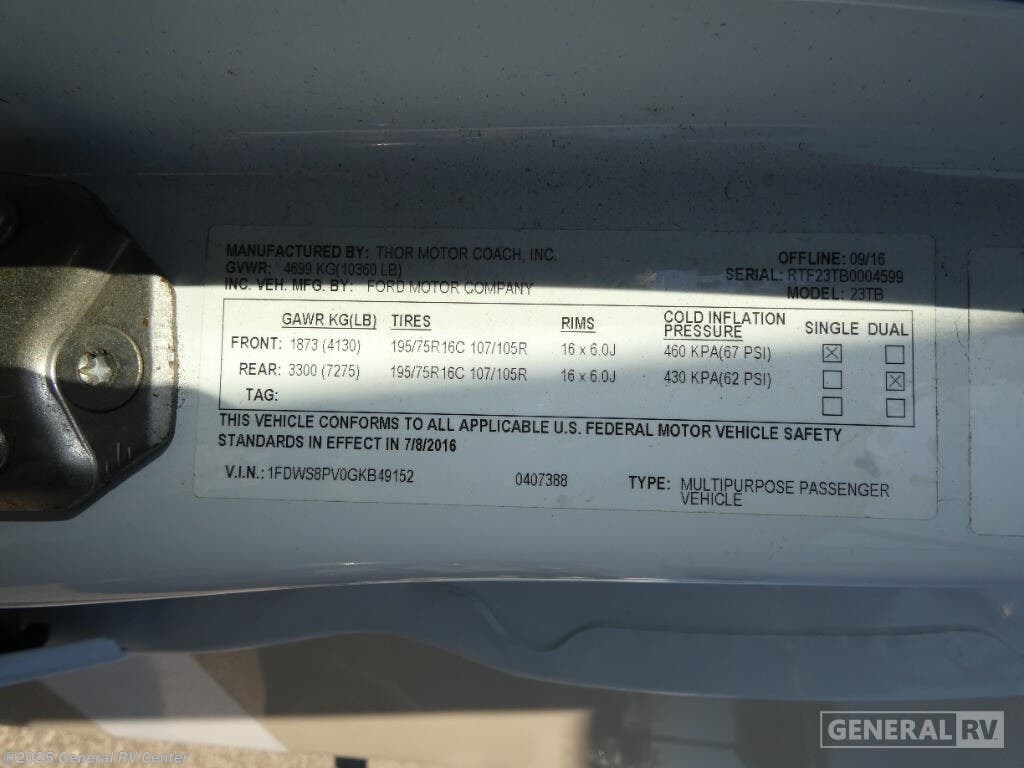 MANUFACTURED BY: THOR MOTOR COACH, INC. OFFLINE: 09/16
GVWR: 4699 KG(10360 LB) SERIAL: RTF23TB0004599
INC. VEH. MFG. BY: FORD MOTOR COMPANY MODEL: 23TB
GAWR KG(LB) TIRES RIMS COLD INFLATION PRESSURE SINGLE DUAL
FRONT: 1873 (4130) 195/75R16C 107/105R 16 x 6.0J 460 KPA(67 PSI) ☒ ☐
REAR: 3300 (7275) 195/75R16C 107/105R 16 x 6.0J 430 KPA(62 PSI) ☐ ☒
TAG: ☐ ☐
THIS VEHICLE CONFORMS TO ALL APPLICABLE U.S. FEDERAL MOTOR VEHICLE SAFETY
STANDARDS IN EFFECT IN 7/8/2016
V.I.N.: 1FDWS8PV0GKB49152 0407388 TYPE: MULTIPURPOSE PASSENGER
VEHICLE
GENERAL RV
©2025 General RV Center